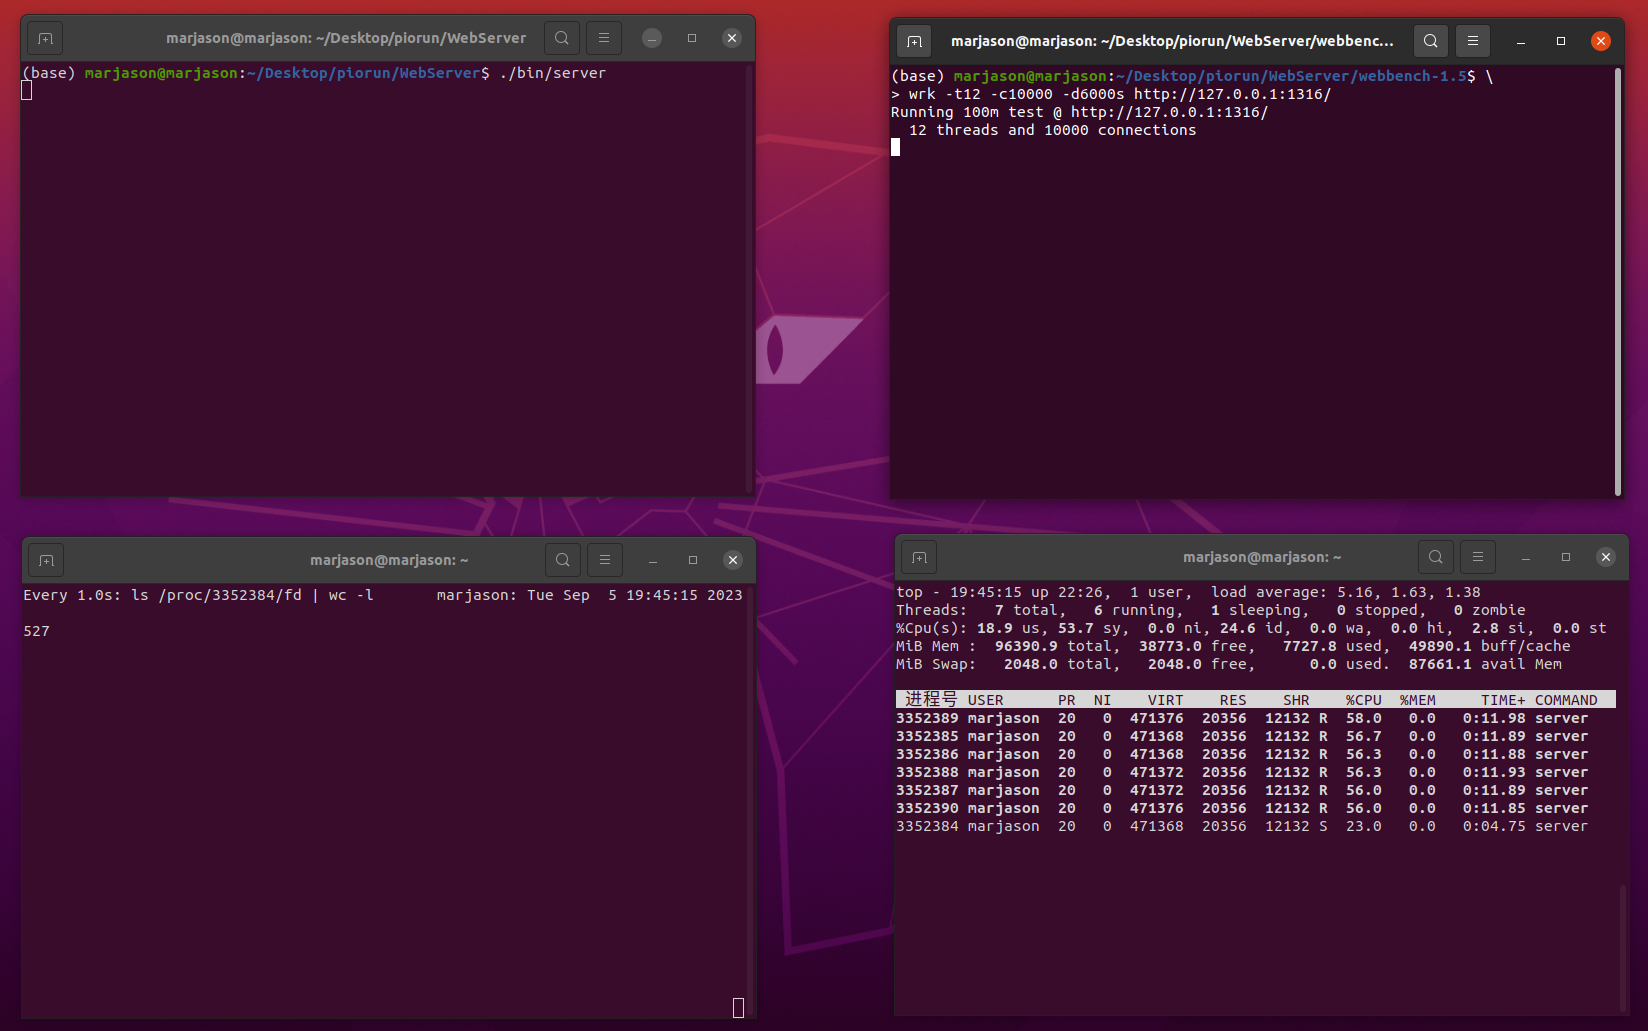 marjason@marjason: ~/Desktop/piorun/WebServer
(base) marjason@marjason:~/Desktop/piorun/WebServer$ ./bin/server
marjason@marjason: ~/Desktop/piorun/WebServer/webbenc...
(base) marjason@marjason:~/Desktop/piorun/WebServer/webbench-1.5$ \
> wrk -t12 -c10000 -d6000s http://127.0.0.1:1316/
Running 100m test @ http://127.0.0.1:1316/
  12 threads and 10000 connections
marjason@marjason: ~
Every 1.0s: ls /proc/3352384/fd | wc -l       marjason: Tue Sep  5 19:45:15 2023
527
marjason@marjason: ~
top - 19:45:15 up 22:26,  1 user,  load average: 5.16, 1.63, 1.38
Threads:   7 total,   6 running,   1 sleeping,   0 stopped,   0 zombie
%Cpu(s): 18.9 us, 53.7 sy,  0.0 ni, 24.6 id,  0.0 wa,  0.0 hi,  2.8 si,  0.0 st
MiB Mem :  96390.9 total,  38773.0 free,   7727.8 used,  49890.1 buff/cache
MiB Swap:   2048.0 total,   2048.0 free,      0.0 used.  87661.1 avail Mem
进程号 USER      PR  NI    VIRT    RES    SHR    %CPU  %MEM     TIME+ COMMAND
3352389 marjason  20   0  471376  20356  12132 R  58.0   0.0   0:11.98 server
3352385 marjason  20   0  471368  20356  12132 R  56.7   0.0   0:11.89 server
3352386 marjason  20   0  471368  20356  12132 R  56.3   0.0   0:11.88 server
3352388 marjason  20   0  471372  20356  12132 R  56.3   0.0   0:11.93 server
3352387 marjason  20   0  471372  20356  12132 R  56.0   0.0   0:11.89 server
3352390 marjason  20   0  471376  20356  12132 R  56.0   0.0   0:11.85 server
3352384 marjason  20   0  471368  20356  12132 S  23.0   0.0   0:04.75 server